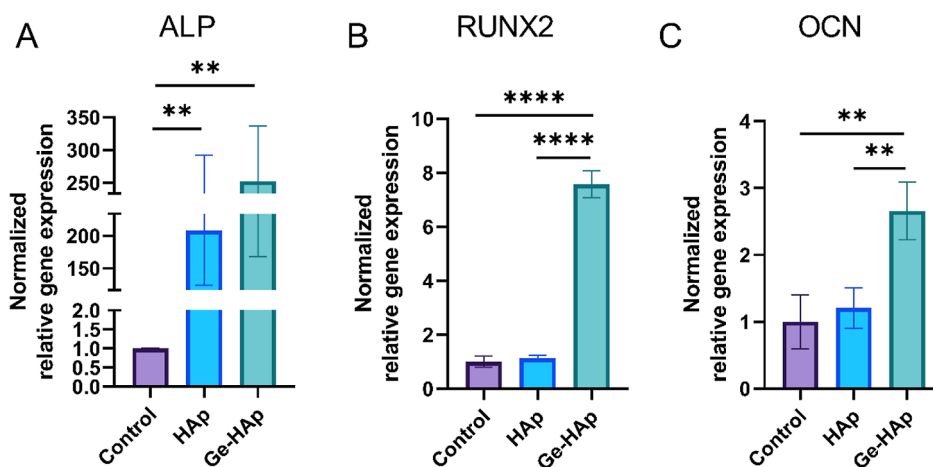 A
ALP
**
**
Normalized
relative gene expression
350
300
250
200
150
2.0
1.5
1.0
0.5
0.0
Control
HAp
Ge-HAp
B
RUNX2
****
****
Normalized
relative gene expression
10
8
6
4
2
0
Control
HAp
Ge-HAp
C
OCN
**
**
Normalized
relative gene expression
4
3
2
1
0
Control
HAp
Ge-HAp